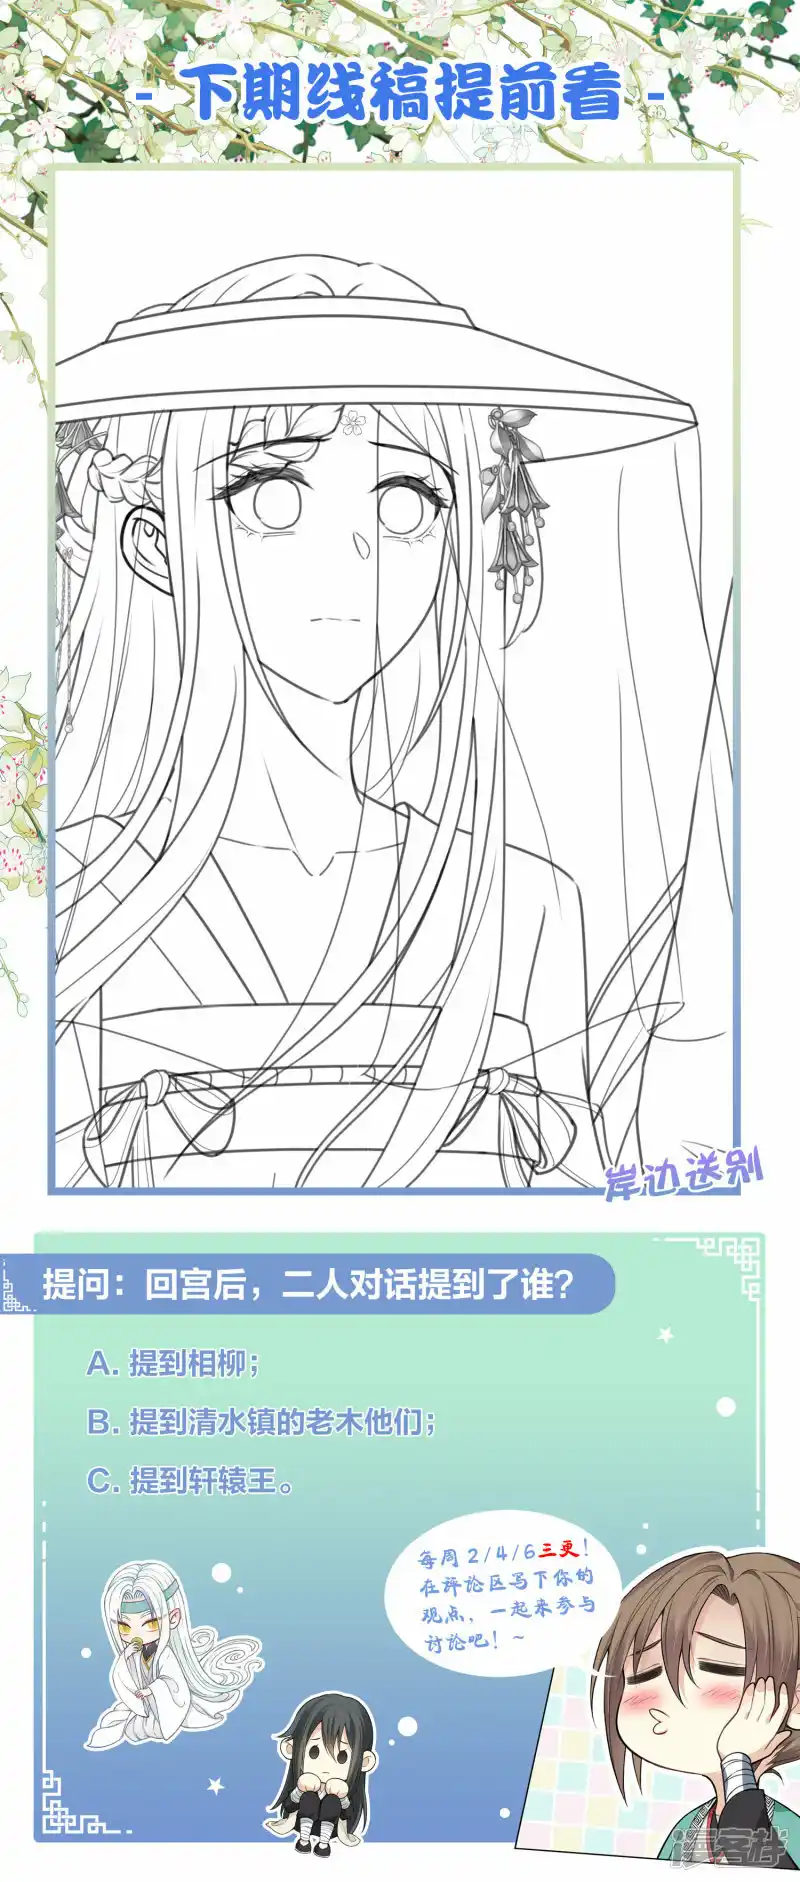 - 下期线稿提前看 -
岸边送别
提问：回宫后，二人对话提到了谁？
A. 提到相柳；
B. 提到清水镇的老木他们；
C. 提到轩辕王。
每周 2/4/6三更！
在评论区写下你的
观点，一起来参与
讨论吧！~
漫客栈